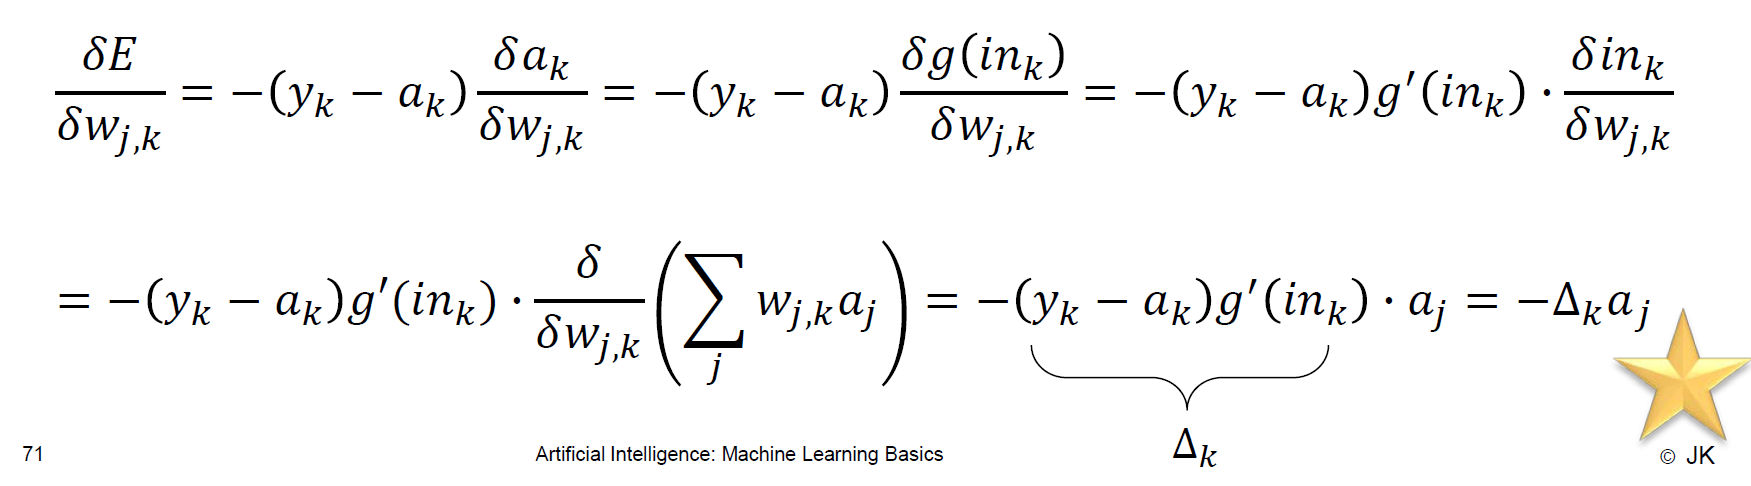 δE/δw_{j,k} = −(y_k − a_k) δa_k/δw_{j,k} = −(y_k − a_k) δg(in_k)/δw_{j,k} = −(y_k − a_k)g′(in_k) · δin_k/δw_{j,k}
= −(y_k − a_k)g′(in_k) · δ/δw_{j,k} (∑_j w_{j,k}a_j) = −(y_k − a_k)g′(in_k) · a_j = −Δ_k a_j
Δ_k
71 Artificial Intelligence: Machine Learning Basics © JK